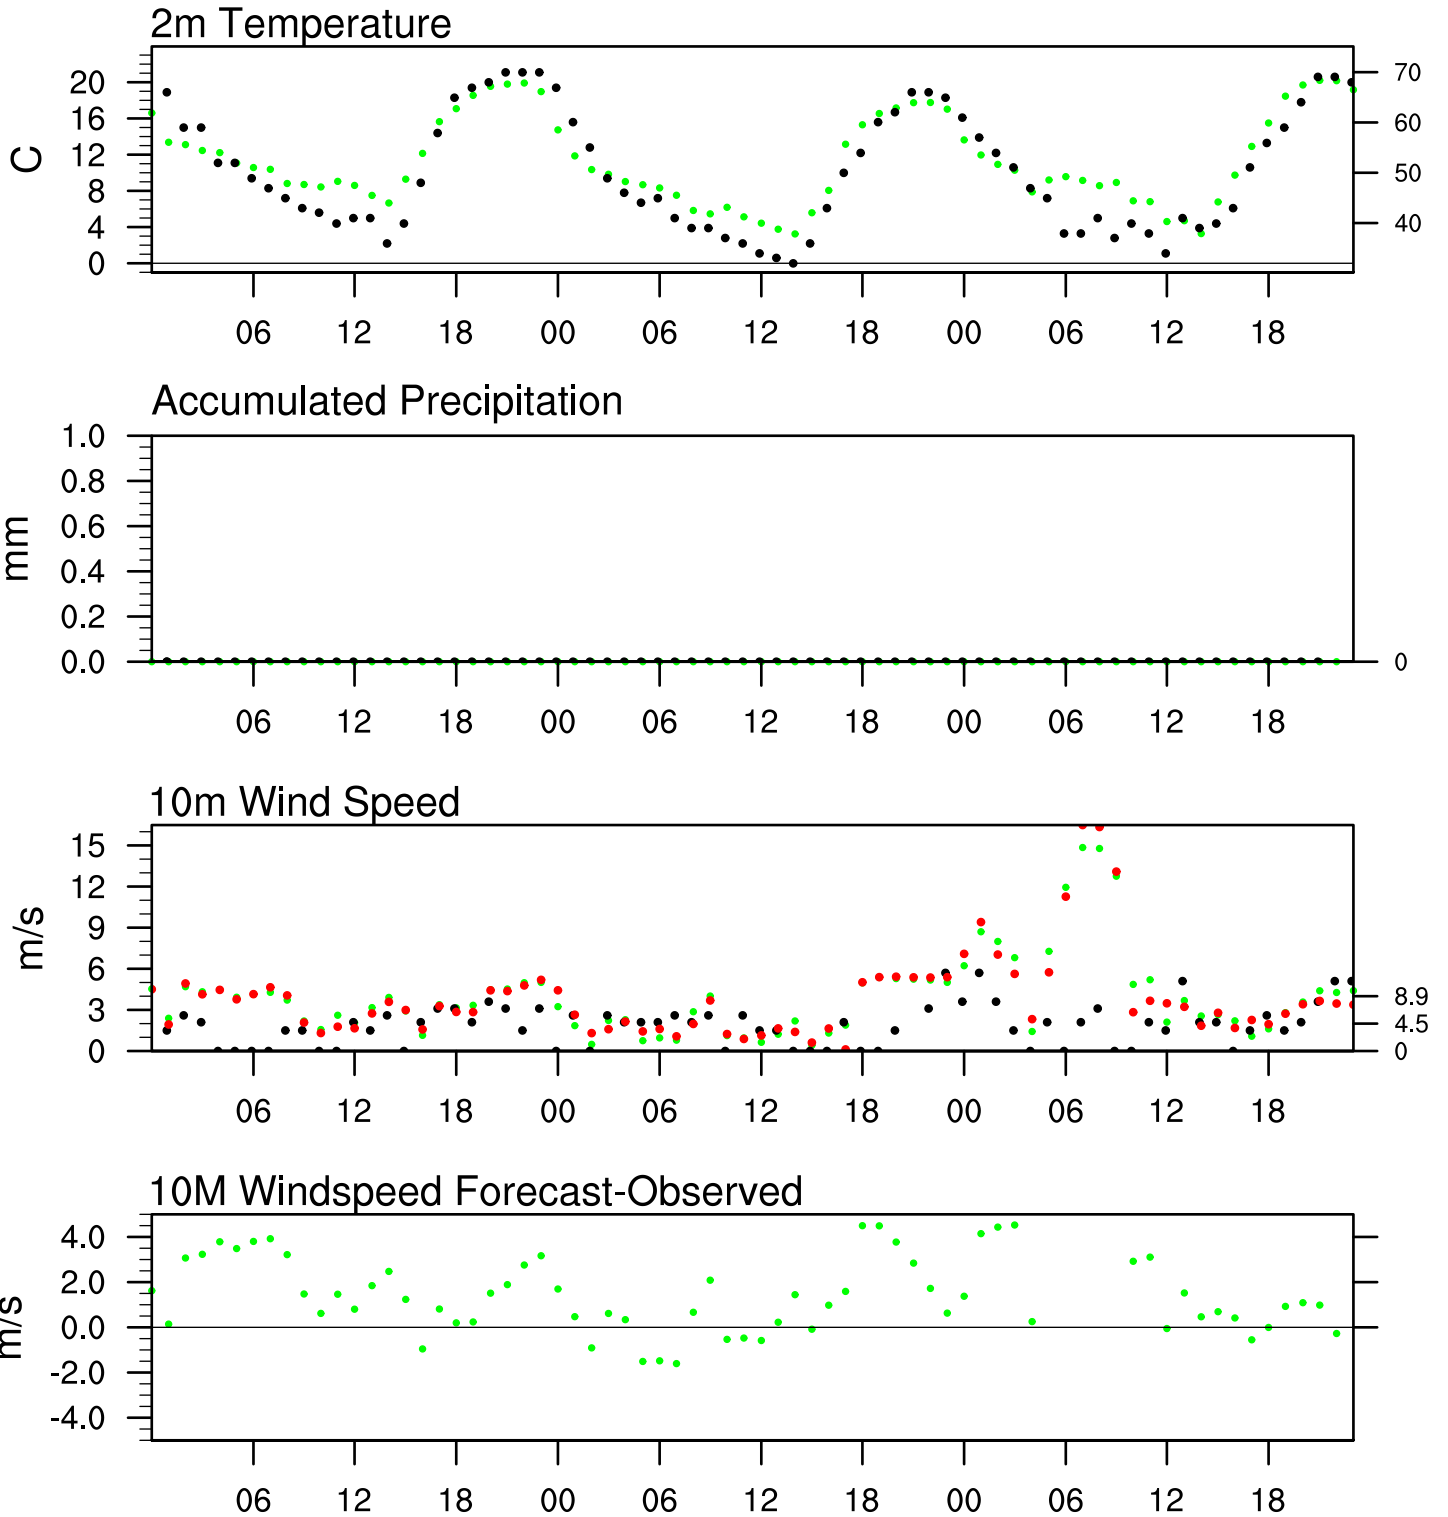 2m Temperature
20 70
16 60
12
8 50
4 40
0
C
06 12 18 00 06 12 18 00 06 12 18
Accumulated Precipitation
1.0
0.8
0.6
0.4
0.2
0.0 0
mm
06 12 18 00 06 12 18 00 06 12 18
10m Wind Speed
15
12
9
6
3 8.9
4.5
0 0
m/s
06 12 18 00 06 12 18 00 06 12 18
10M Windspeed Forecast-Observed
4.0
2.0
0.0
-2.0
-4.0
m/s
06 12 18 00 06 12 18 00 06 12 18